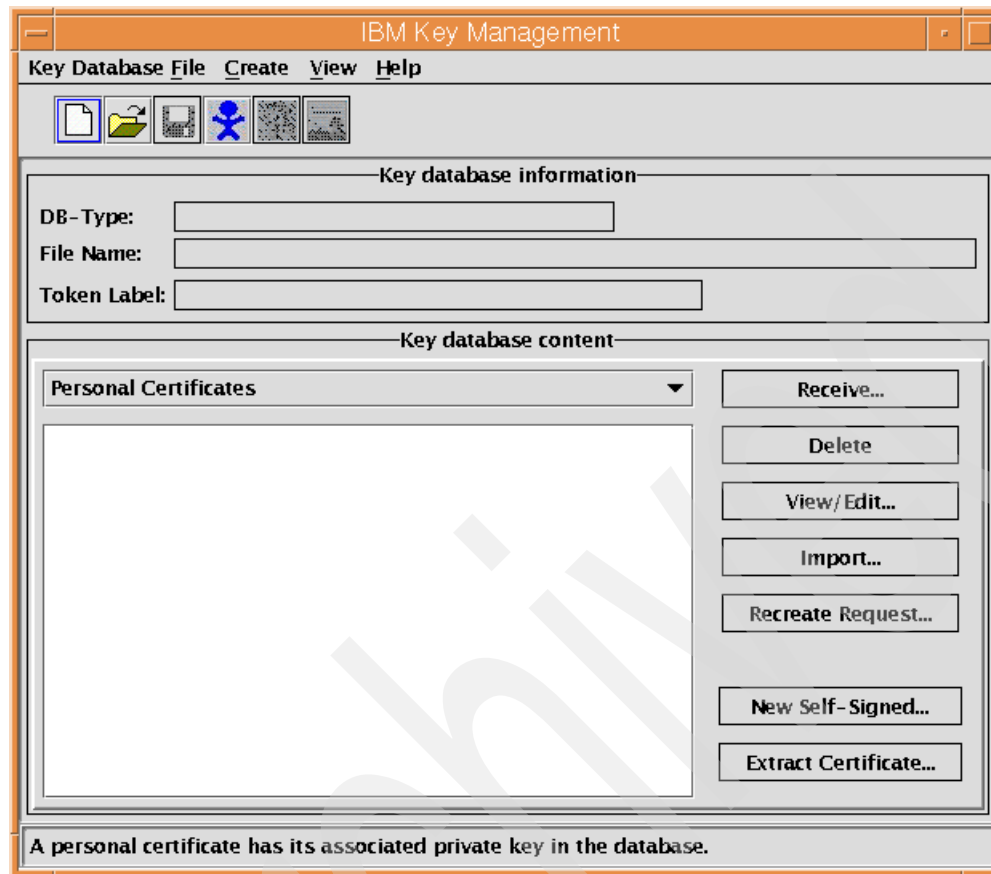 IBM Key Management
Key Database File Create View Help
Key database information
DB-Type:
File Name:
Token Label:
Key database content
Personal Certificates
Receive...
Delete
View/Edit...
Import...
Recreate Request...
New Self-Signed...
Extract Certificate...
A personal certificate has its associated private key in the database.